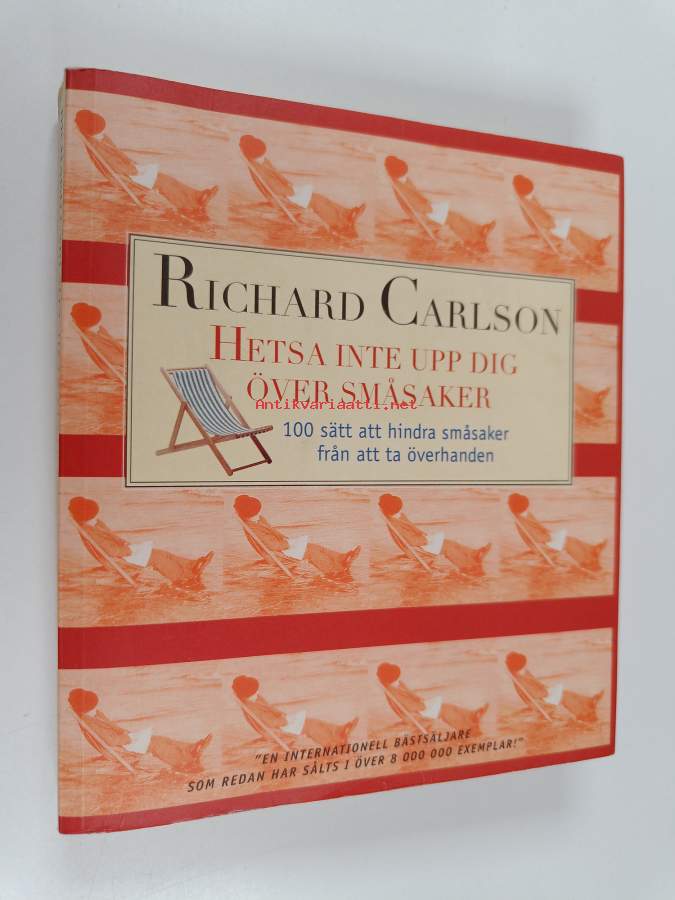 RICHARD CARLSON
HETSA INTE UPP DIG
ÖVER SMÅSAKER
Antikvariaatti.net
100 sätt att hindra småsaker
från att ta överhanden
"EN INTERNATIONELL BÄSTSÄLJARE
SOM REDAN HAR SÅLTS I ÖVER 8 000 000 EXEMPLAR!"